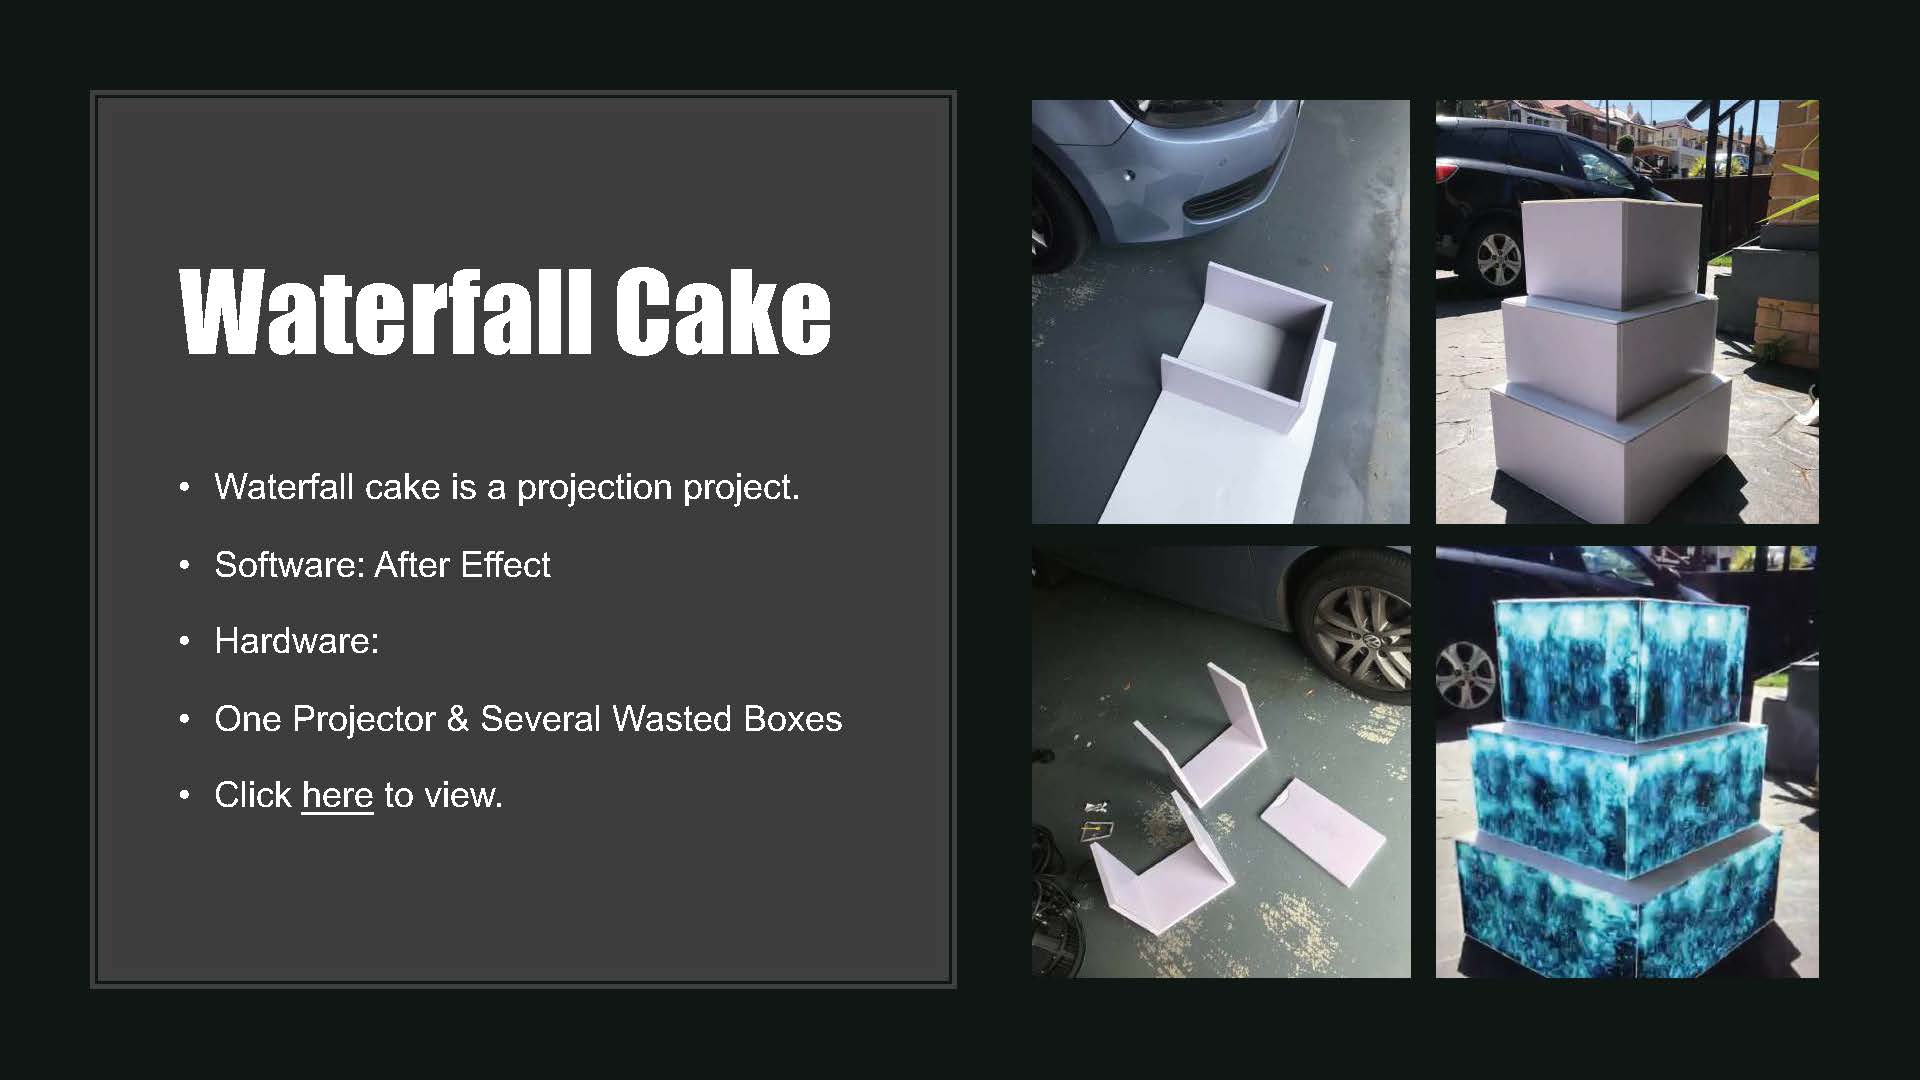 Waterfall Cake
• Waterfall cake is a projection project.
• Software: After Effect
• Hardware:
• One Projector & Several Wasted Boxes
• Click here to view.